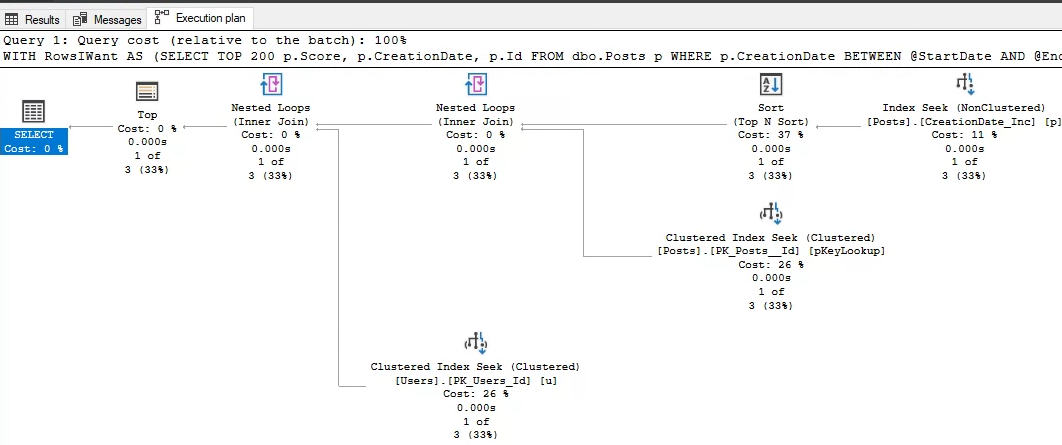 Results Messages Execution plan
Query 1: Query cost (relative to the batch): 100%
WITH RowsIWant AS (SELECT TOP 200 p.Score, p.CreationDate, p.Id FROM dbo.Posts p WHERE p.CreationDate BETWEEN @StartDate AND @End
SELECT
Cost: 0 %
Top
Cost: 0 %
0.000s
1 of
3 (33%)
Nested Loops
(Inner Join)
Cost: 0 %
0.000s
1 of
3 (33%)
Nested Loops
(Inner Join)
Cost: 0 %
0.000s
1 of
3 (33%)
Sort
(Top N Sort)
Cost: 37 %
0.000s
1 of
3 (33%)
Index Seek (NonClustered)
[Posts].[CreationDate_Inc] [p]
Cost: 11 %
0.000s
1 of
3 (33%)
Clustered Index Seek (Clustered)
[Posts].[PK_Posts__Id] [pKeyLookup]
Cost: 26 %
0.000s
1 of
3 (33%)
Clustered Index Seek (Clustered)
[Users].[PK_Users_Id] [u]
Cost: 26 %
0.000s
1 of
3 (33%)